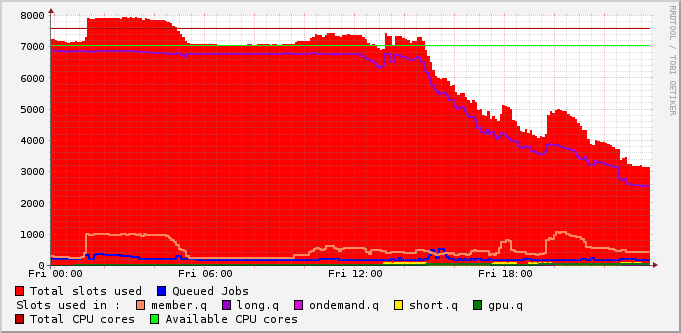 8000
7000
6000
5000
4000
3000
2000
1000
0
Fri 00:00 Fri 06:00 Fri 12:00 Fri 18:00
Total slots used Queued Jobs
Slots used in : member.q long.q ondemand.q short.q gpu.q
Total CPU cores Available CPU cores
RRDTOOL / TOBI OETIKER